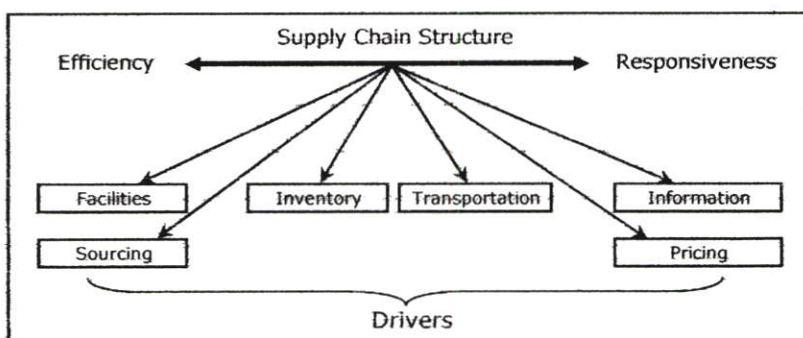 Supply Chain Structure
Efficiency Responsiveness
Facilities Inventory Transportation Information
Sourcing Pricing
Drivers